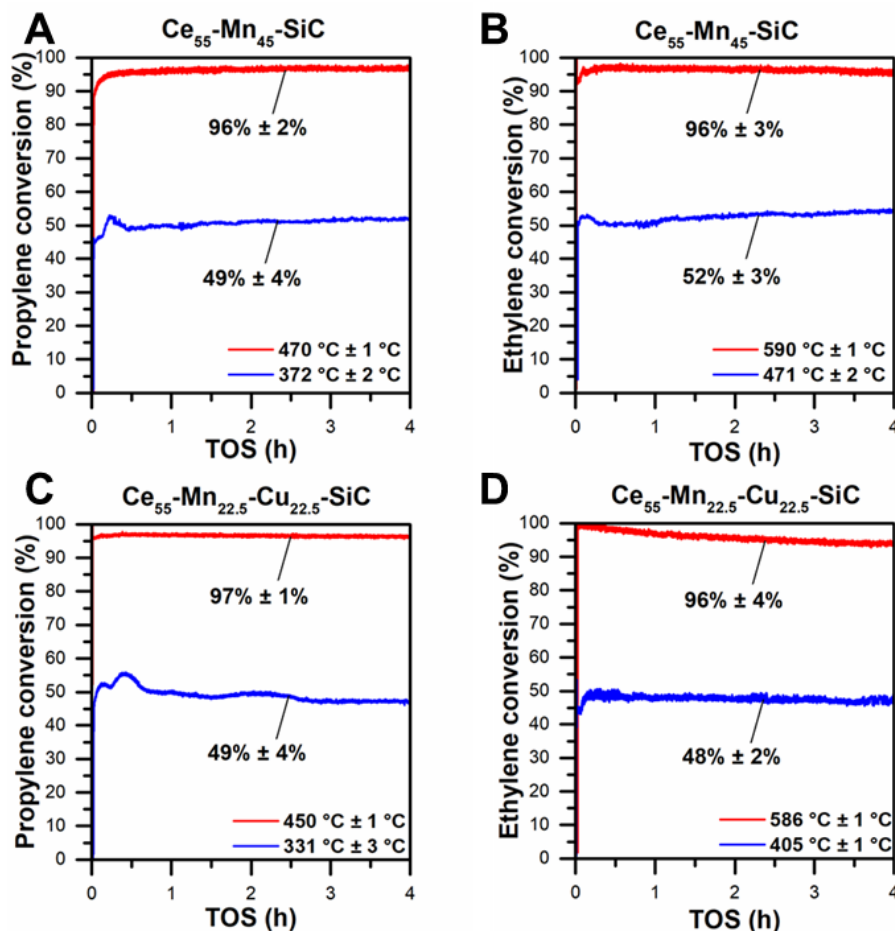 A
Ce55-Mn45-SiC
Propylene conversion (%)
100
90
80
70
60
50
40
30
20
10
0
96% ± 2%
49% ± 4%
470 °C ± 1 °C
372 °C ± 2 °C
0 1 2 3 4
TOS (h)
B
Ce55-Mn45-SiC
Ethylene conversion (%)
100
90
80
70
60
50
40
30
20
10
0
96% ± 3%
52% ± 3%
590 °C ± 1 °C
471 °C ± 2 °C
0 1 2 3 4
TOS (h)
C
Ce55-Mn22.5-Cu22.5-SiC
Propylene conversion (%)
100
90
80
70
60
50
40
30
20
10
0
97% ± 1%
49% ± 4%
450 °C ± 1 °C
331 °C ± 3 °C
0 1 2 3 4
TOS (h)
D
Ce55-Mn22.5-Cu22.5-SiC
Ethylene conversion (%)
100
90
80
70
60
50
40
30
20
10
0
96% ± 4%
48% ± 2%
586 °C ± 1 °C
405 °C ± 1 °C
0 1 2 3 4
TOS (h)